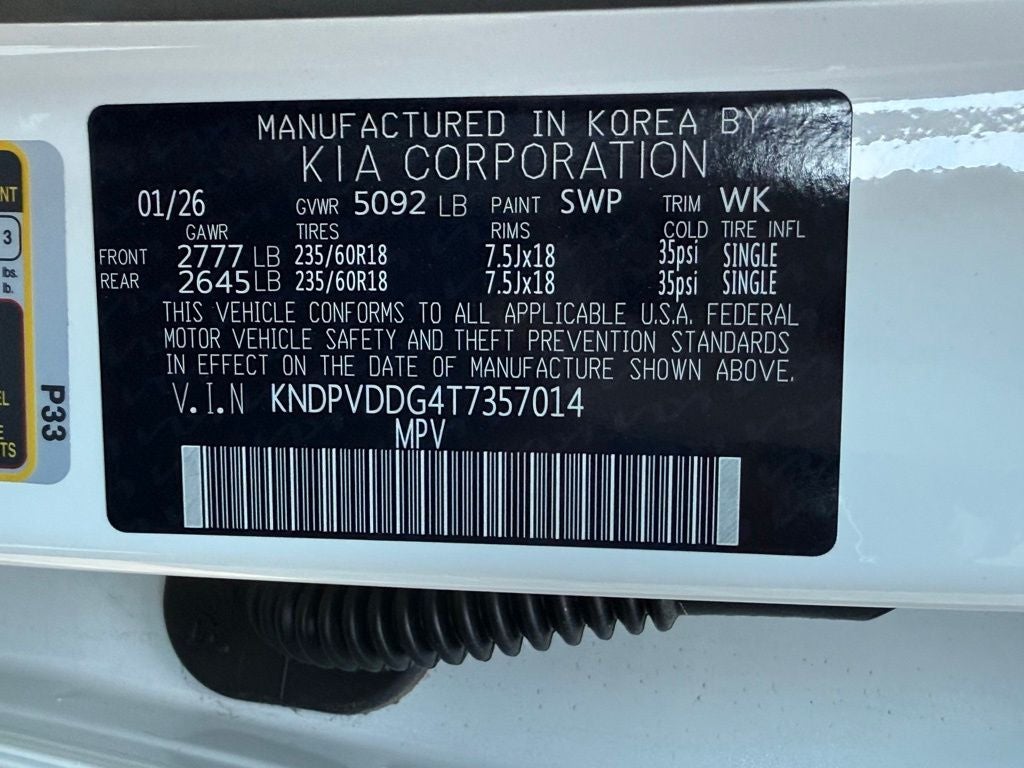 MANUFACTURED IN KOREA BY
KIA CORPORATION
01/26 GVWR 5092 LB PAINT SWP TRIM WK
GAWR TIRES RIMS COLD TIRE INFL
FRONT 2777 LB 235/60R18 7.5Jx18 35psi SINGLE
REAR 2645 LB 235/60R18 7.5Jx18 35psi SINGLE
THIS VEHICLE CONFORMS TO ALL APPLICABLE U.S.A. FEDERAL
MOTOR VEHICLE SAFETY AND THEFT PREVENTION STANDARDS
IN EFFECT ON THE DATE OF MANUFACTURE SHOWN ABOVE.
V.I.N KNDPVDDG4T7357014
MPV
3
lbs.
lb.
P33